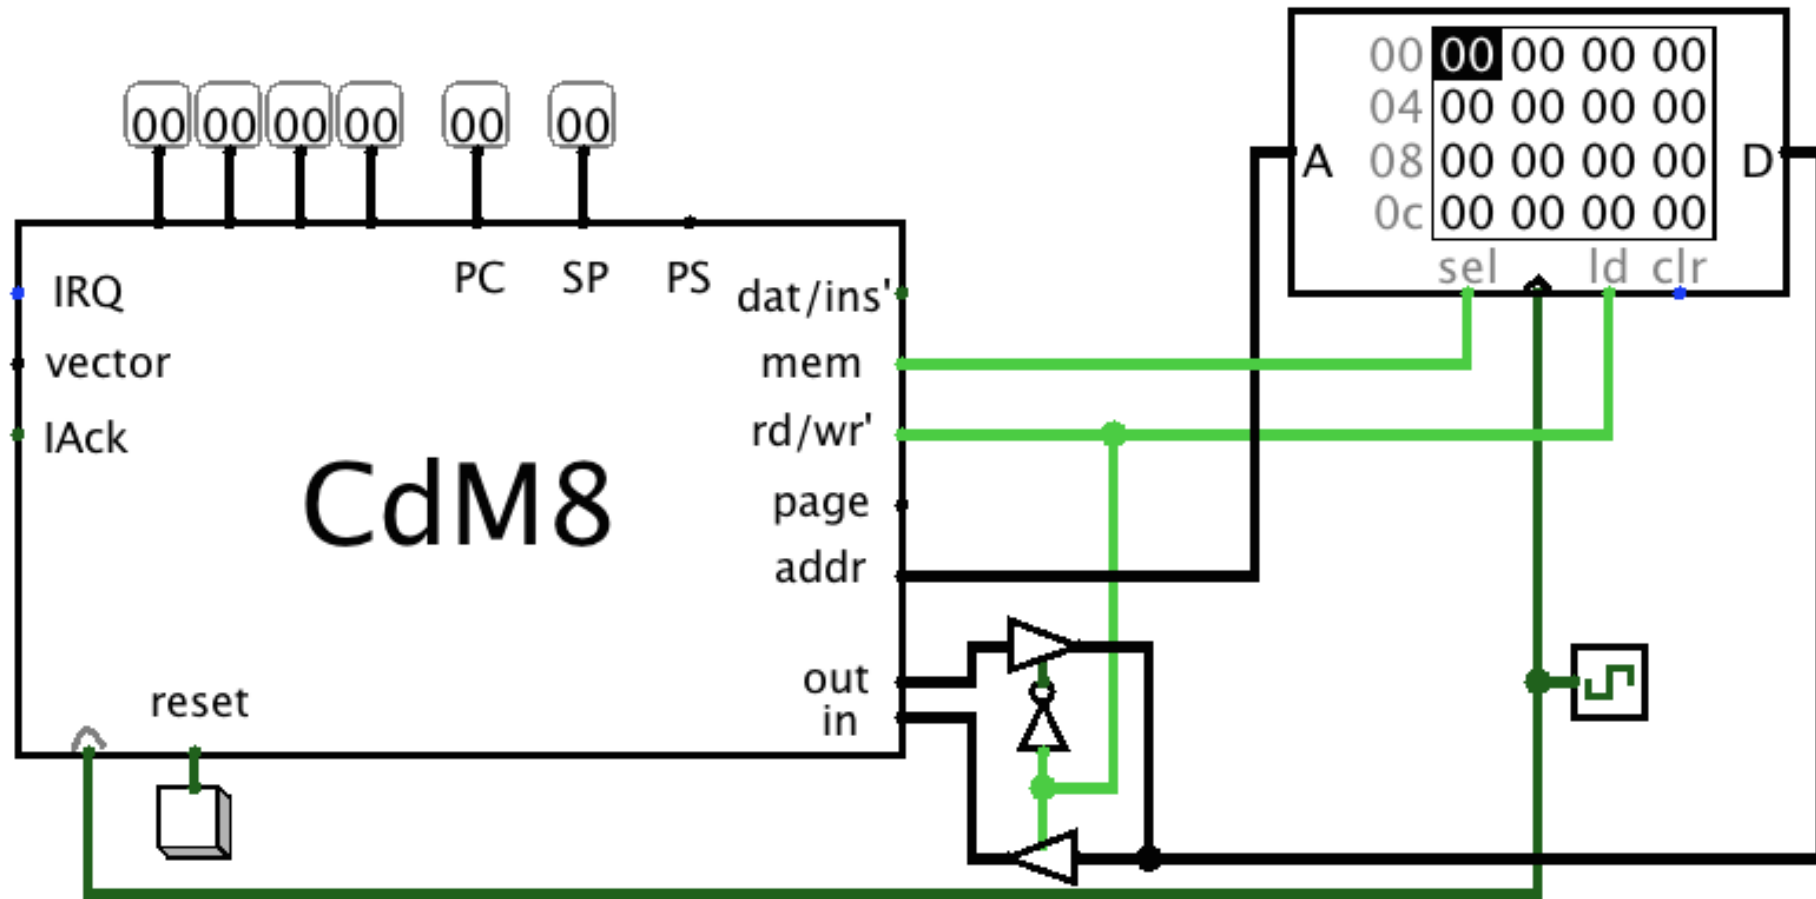 00 00 00 00 00
04 00 00 00 00
08 00 00 00 00
0c 00 00 00 00
A
D
sel ld clr
00 00 00 00 00 00
PC SP PS
IRQ
vector
IAck
dat/ins'
mem
rd/wr'
page
addr
out
in
CdM8
reset